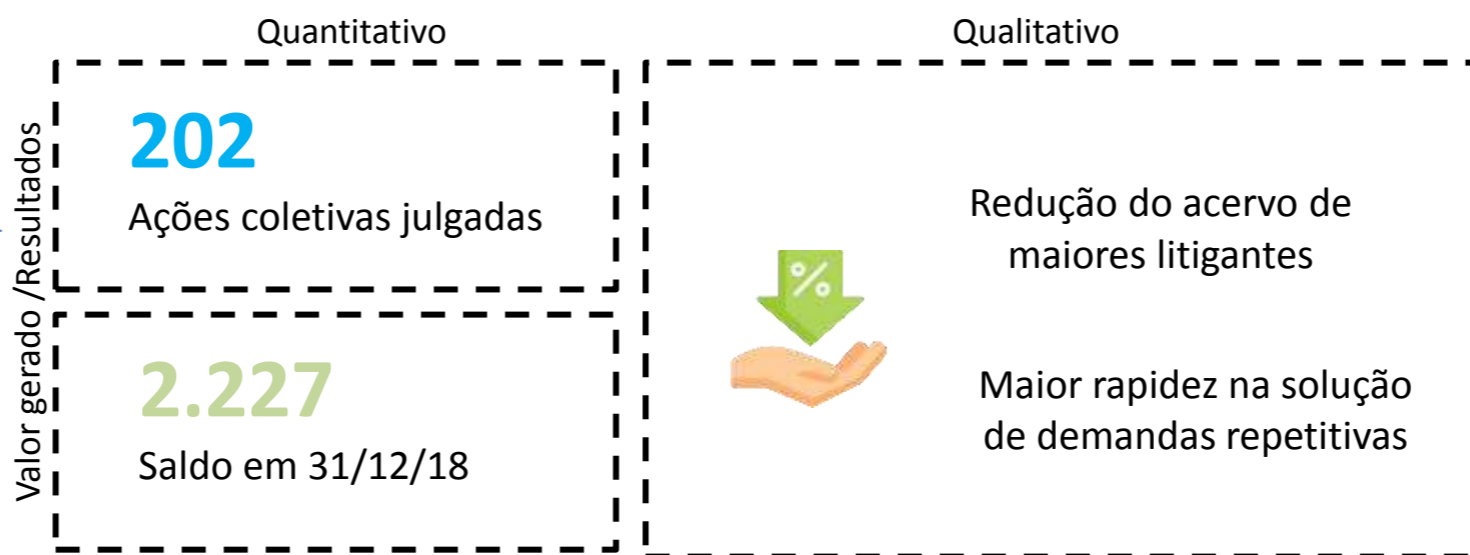 Quantitativo
Qualitativo
Valor gerado /Resultados
202
Ações coletivas julgadas
2.227
Saldo em 31/12/18
%
Redução do acervo de
maiores litigantes
Maior rapidez na solução
de demandas repetitivas